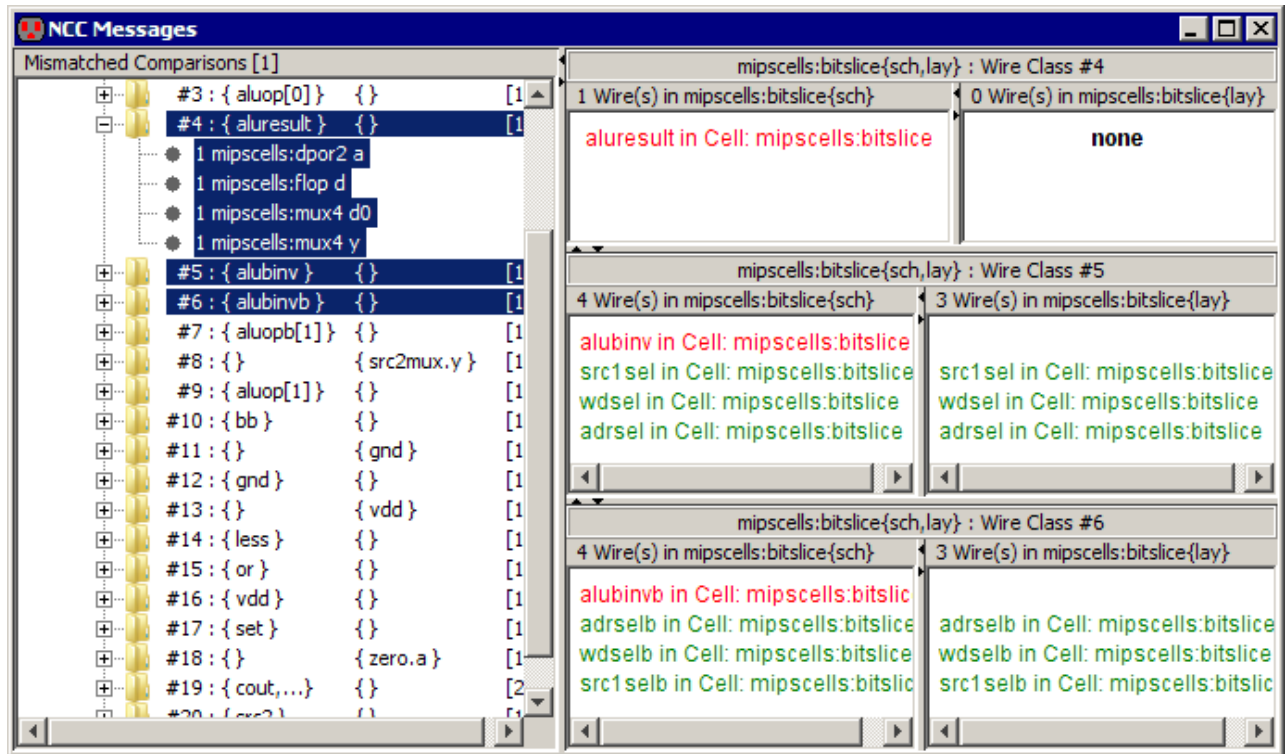 NCC Messages
Mismatched Comparisons [1]
#3 : { aluop[0] } {} [1
#4 : { aluresult } {} [1
1 mipscells:dpor2 a
1 mipscells:flop d
1 mipscells:mux4 d0
1 mipscells:mux4 y
#5 : { alubinv } {} [1
#6 : { alubinvb } {} [1
#7 : { aluopb[1] } {} [1
#8 : {} { src2mux.y } [1
#9 : { aluop[1] } {} [1
#10 : { bb } {} [1
#11 : {} { gnd } [1
#12 : { gnd } {} [1
#13 : {} { vdd } [1
#14 : { less } {} [1
#15 : { or } {} [1
#16 : { vdd } {} [1
#17 : { set } {} [1
#18 : {} { zero.a } [1
#19 : { cout,...} {} [2
#20 : { src2 } {} [1
mipscells:bitslice{sch,lay} : Wire Class #4
1 Wire(s) in mipscells:bitslice{sch} 0 Wire(s) in mipscells:bitslice{lay}
aluresult in Cell: mipscells:bitslice none
mipscells:bitslice{sch,lay} : Wire Class #5
4 Wire(s) in mipscells:bitslice{sch} 3 Wire(s) in mipscells:bitslice{lay}
alubinv in Cell: mipscells:bitslice
src1sel in Cell: mipscells:bitslice src1sel in Cell: mipscells:bitslice
wdsel in Cell: mipscells:bitslice wdsel in Cell: mipscells:bitslice
adrsel in Cell: mipscells:bitslice adrsel in Cell: mipscells:bitslice
mipscells:bitslice{sch,lay} : Wire Class #6
4 Wire(s) in mipscells:bitslice{sch} 3 Wire(s) in mipscells:bitslice{lay}
alubinvb in Cell: mipscells:bitslic
adrselb in Cell: mipscells:bitslice adrselb in Cell: mipscells:bitslice
wdselb in Cell: mipscells:bitslice wdselb in Cell: mipscells:bitslice
src1selb in Cell: mipscells:bitslic src1selb in Cell: mipscells:bitslic